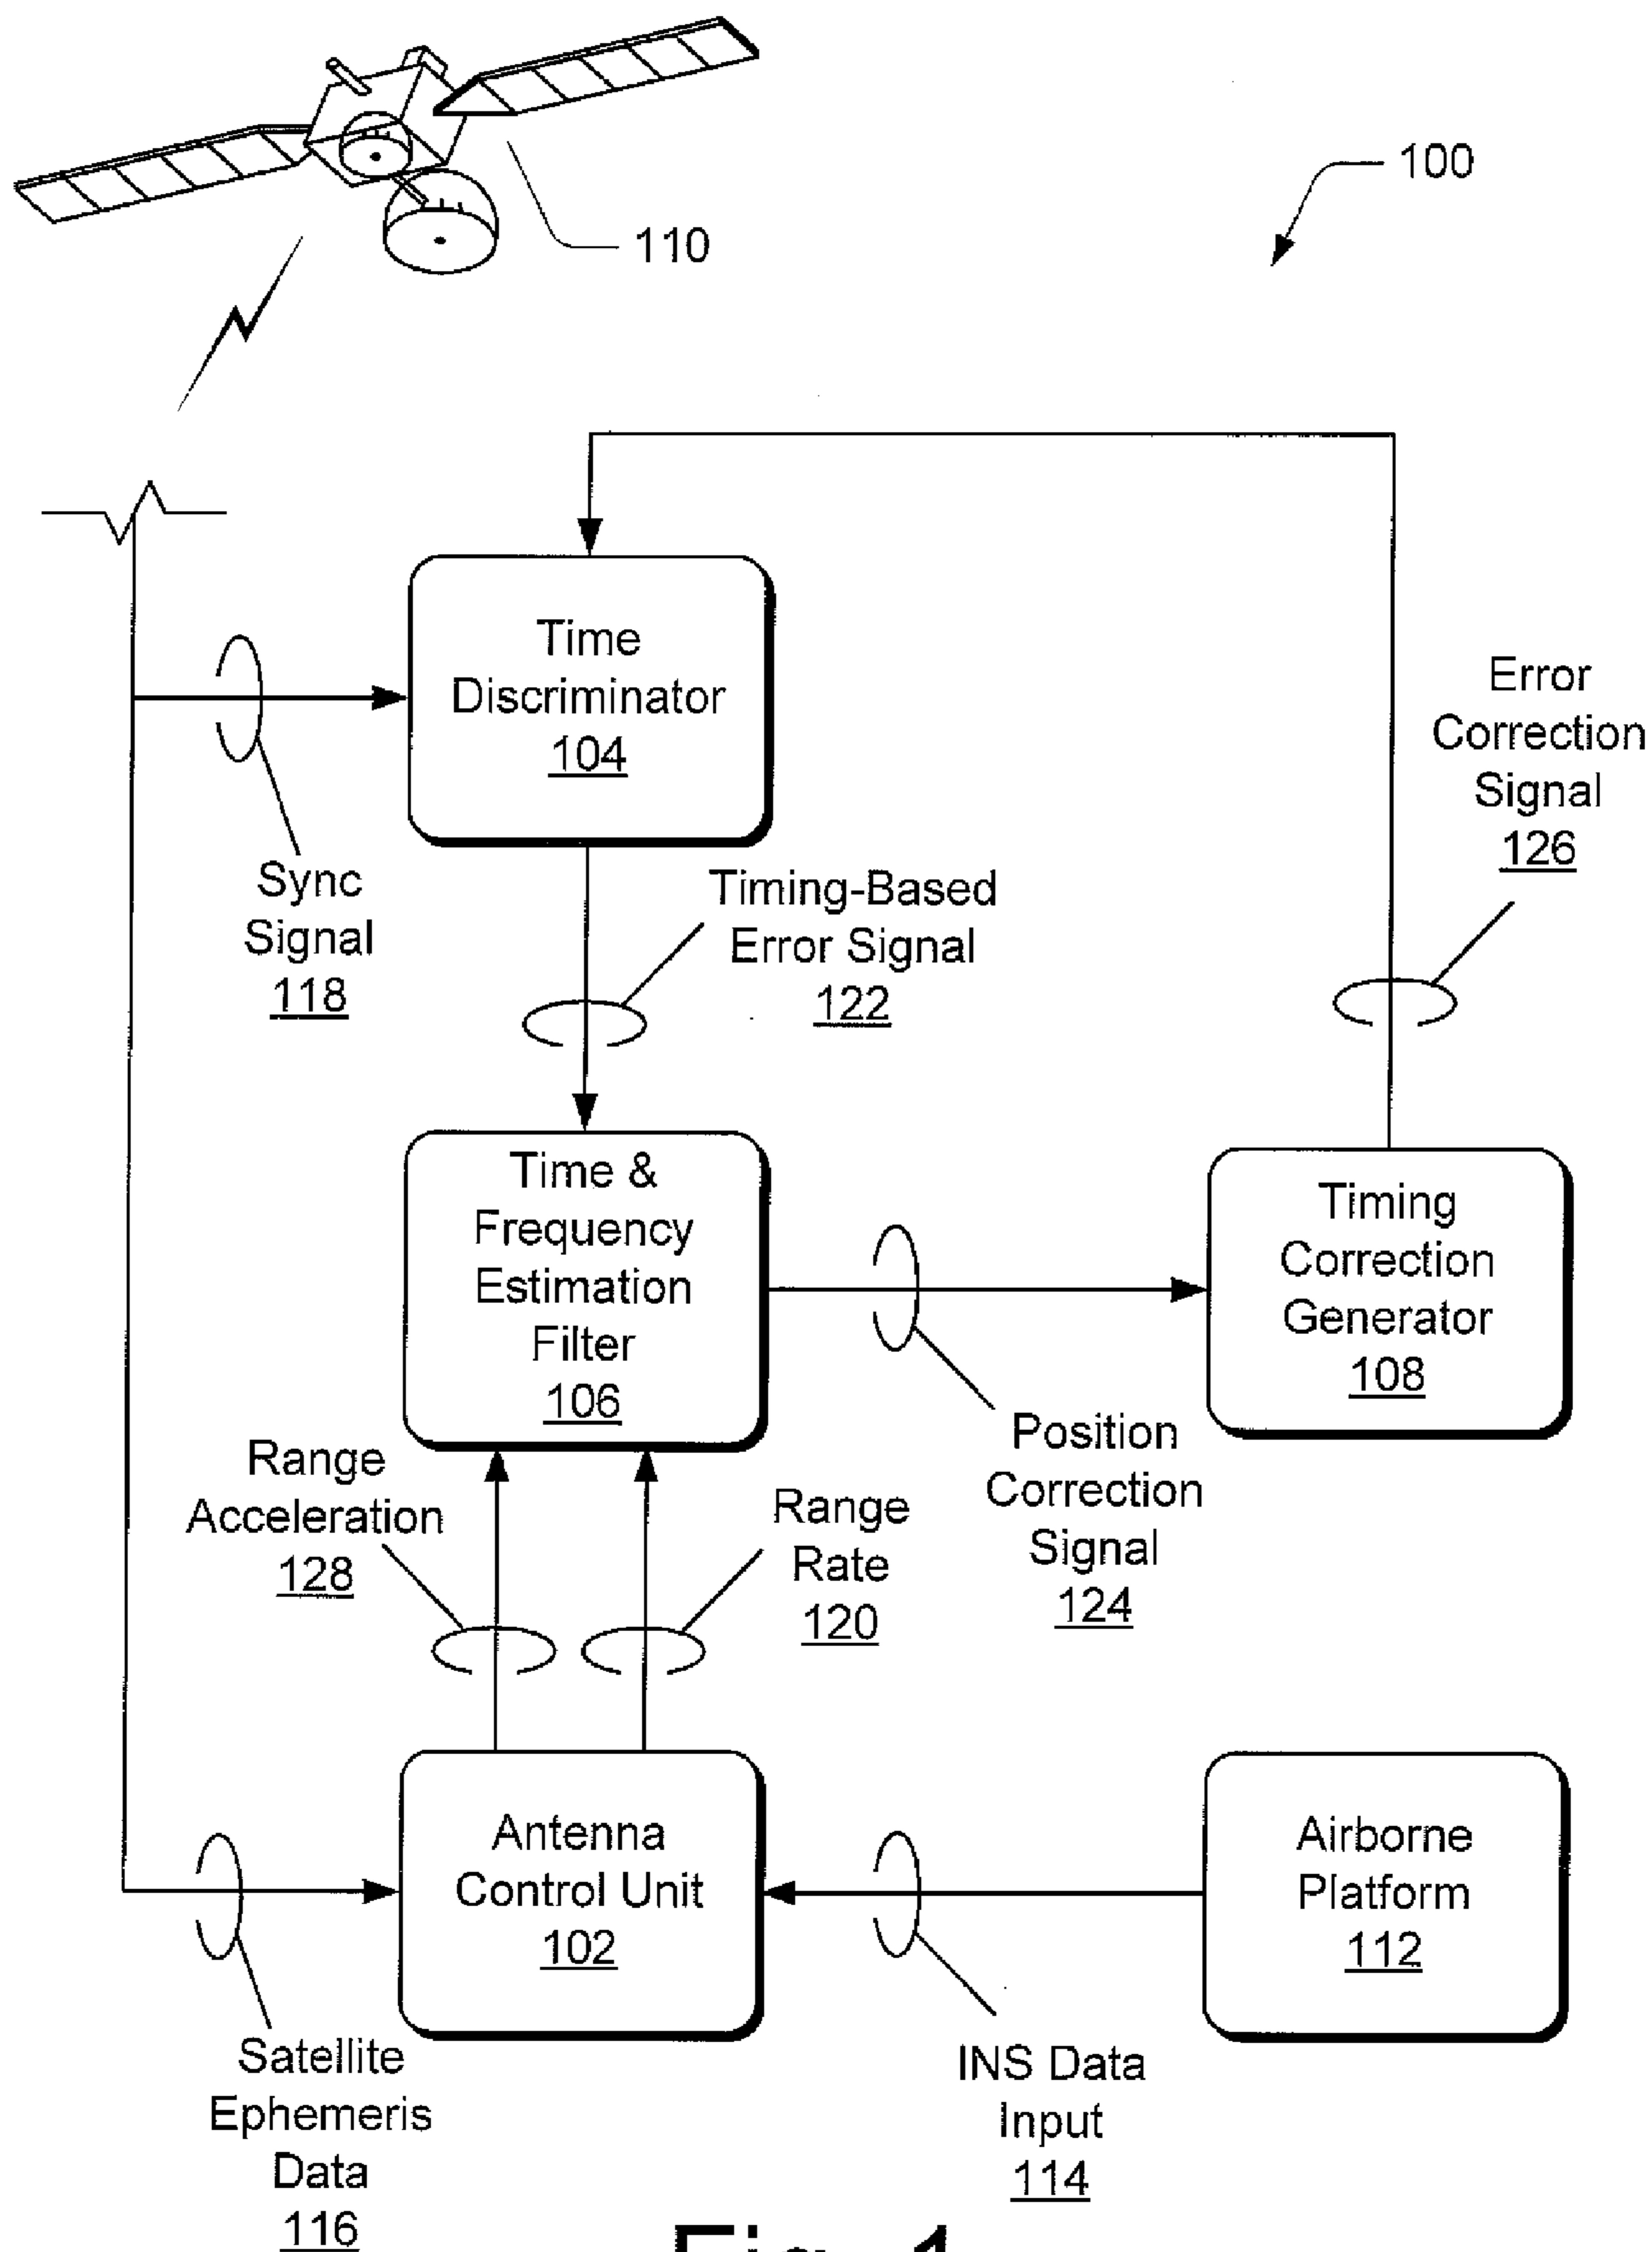 100
110
Time
Discriminator
104
Error
Correction
Signal
126
Sync
Signal
118
Timing-Based
Error Signal
122
Time &
Frequency
Estimation
Filter
106
Timing
Correction
Generator
108
Position
Correction
Signal
124
Range
Acceleration
128
Range
Rate
120
Antenna
Control Unit
102
Airborne
Platform
112
Satellite
Ephemeris
Data
116
INS Data
Input
114
Fig. 1